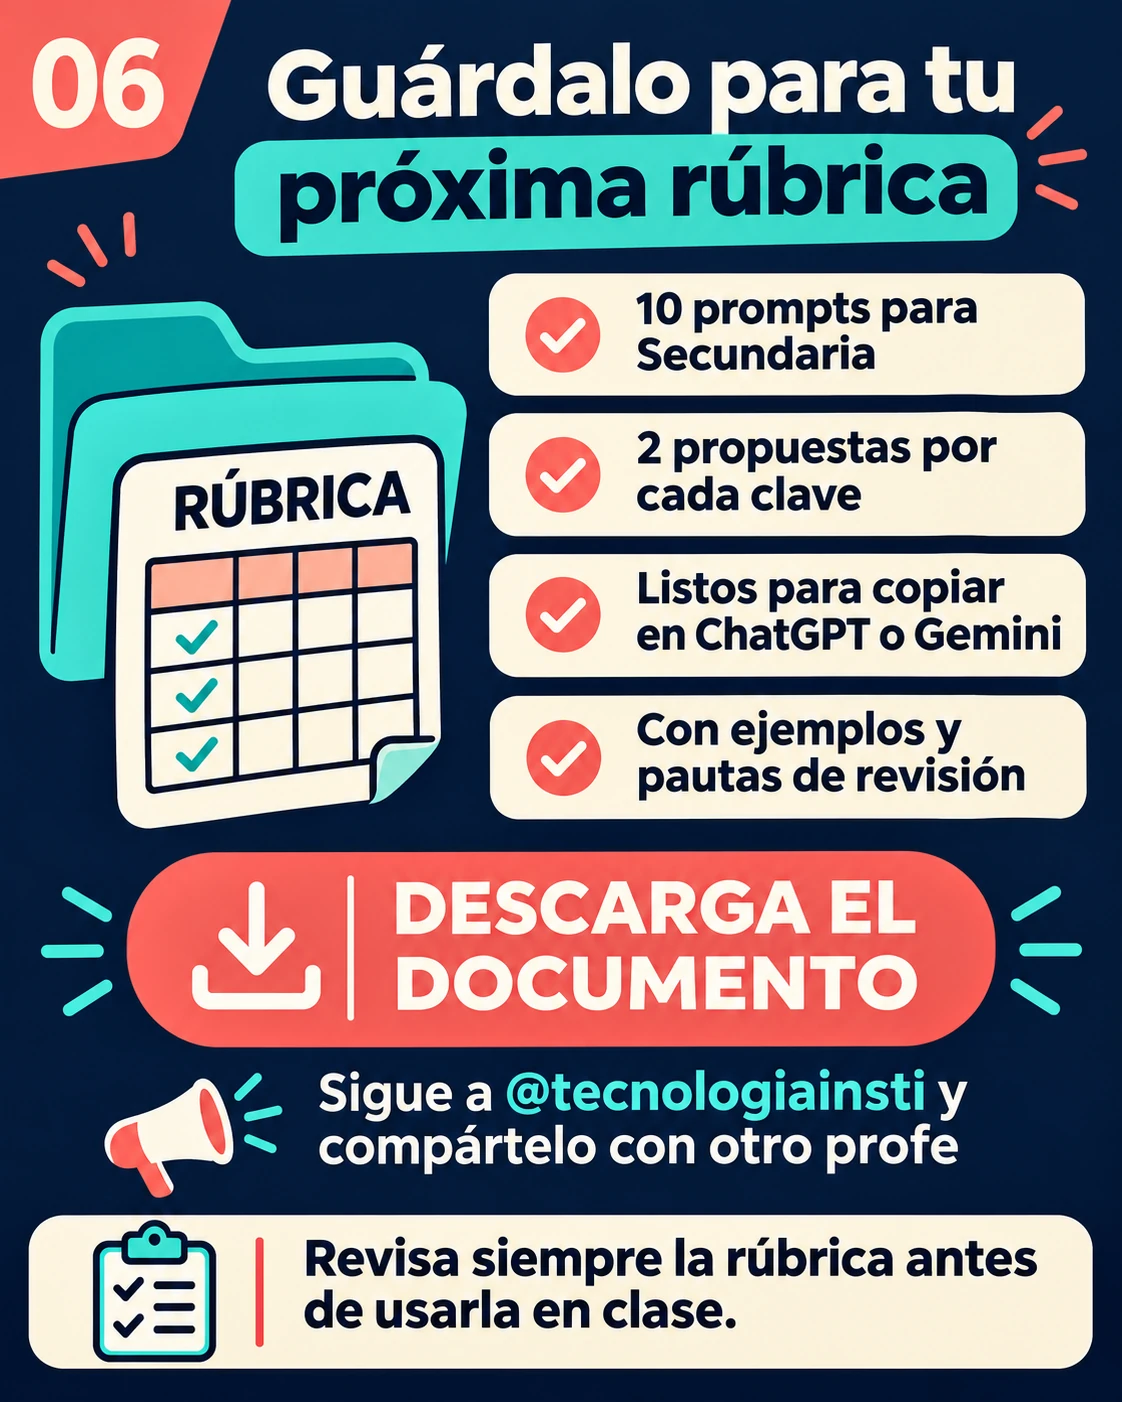 06
Guárdalo para tu
próxima rúbrica
RÚBRICA
10 prompts para
Secundaria
2 propuestas por
cada clave
Listos para copiar
en ChatGPT o Gemini
Con ejemplos y
pautas de revisión
DESCARGA EL
DOCUMENTO
Sigue a @tecnologiainsti y
compártelo con otro profe
Revisa siempre la rúbrica antes
de usarla en clase.